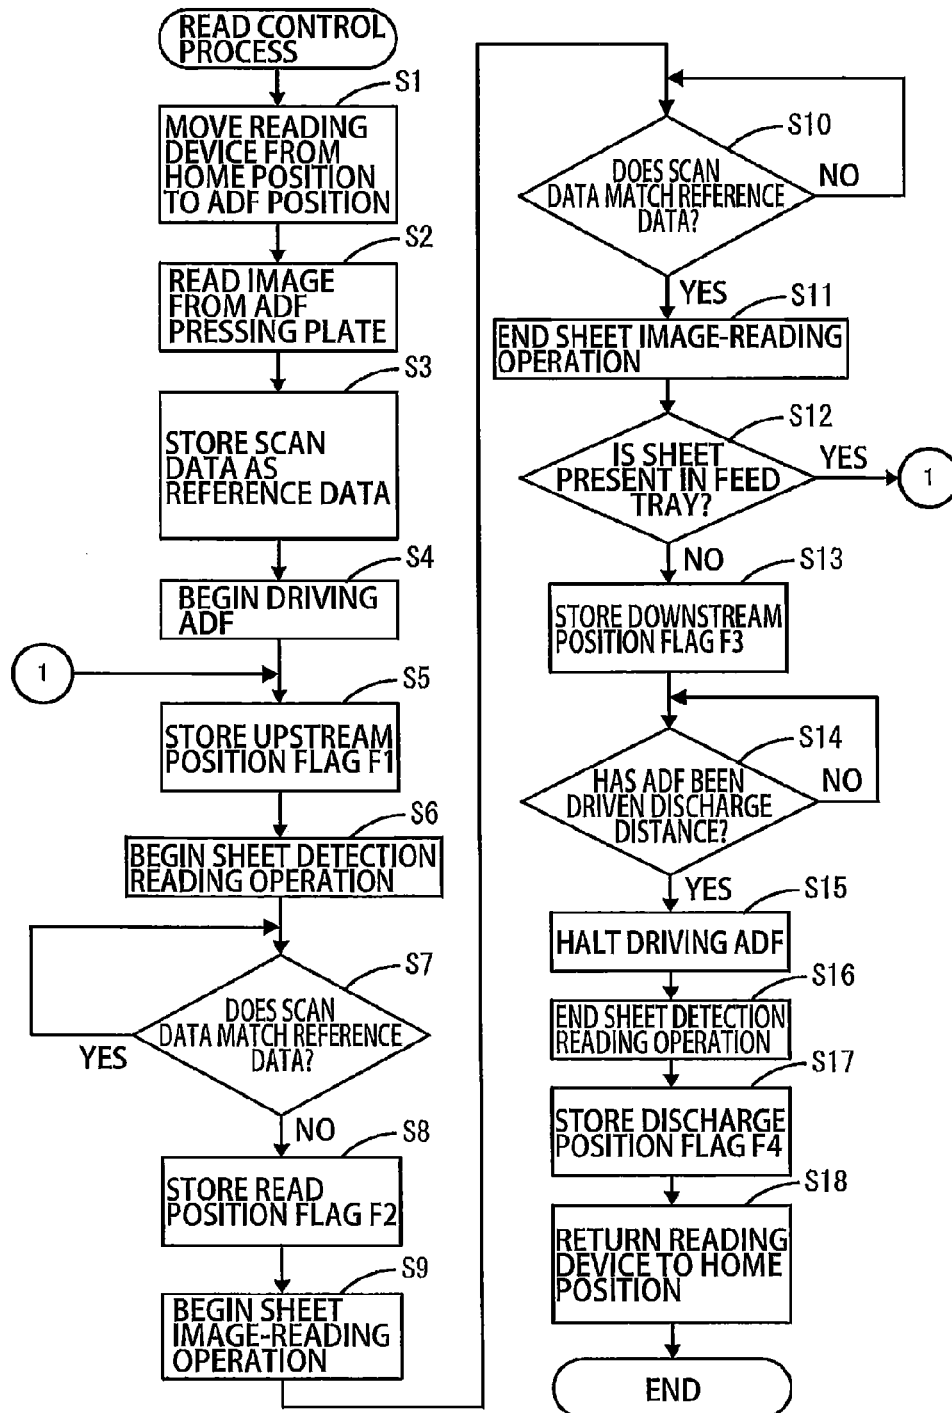 READ CONTROL
PROCESS
S1
MOVE READING
DEVICE FROM
HOME POSITION
TO ADF POSITION
S2
READ IMAGE
FROM ADF
PRESSING PLATE
S3
STORE SCAN
DATA AS
REFERENCE DATA
S4
BEGIN DRIVING
ADF
1
S5
STORE UPSTREAM
POSITION FLAG F1
S6
BEGIN SHEET DETECTION
READING OPERATION
S7
DOES SCAN
DATA MATCH REFERENCE
DATA?
YES
NO
S8
STORE READ
POSITION FLAG F2
S9
BEGIN SHEET
IMAGE-READING
OPERATION
S10
DOES SCAN
DATA MATCH REFERENCE
DATA?
NO
YES
S11
END SHEET IMAGE-READING
OPERATION
S12
IS SHEET
PRESENT IN FEED
TRAY?
YES
1
NO
S13
STORE DOWNSTREAM
POSITION FLAG F3
S14
HAS ADF BEEN
DRIVEN DISCHARGE
DISTANCE?
NO
YES
S15
HALT DRIVING ADF
S16
END SHEET DETECTION
READING OPERATION
S17
STORE DISCHARGE
POSITION FLAG F4
S18
RETURN READING
DEVICE TO HOME
POSITION
END